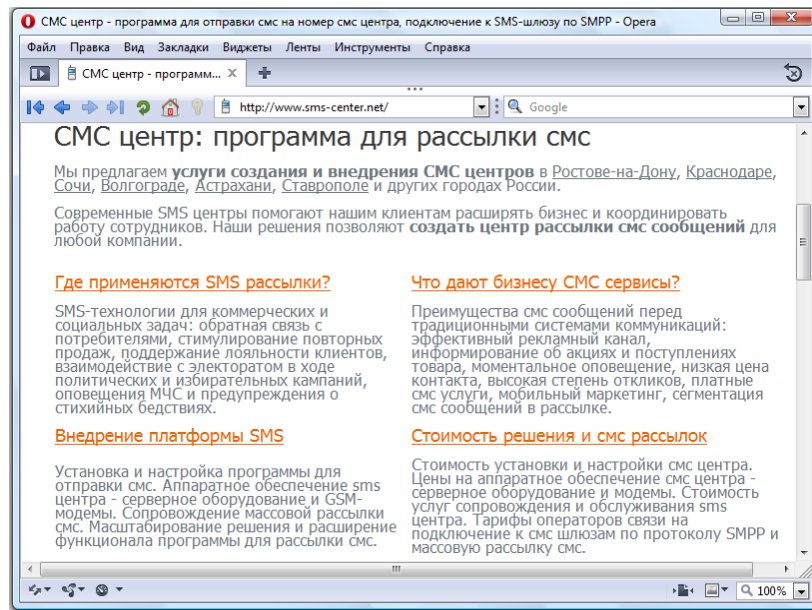 СМС центр - программа для отправки смс на номер смс центра, подключение к SMS-шлюзу по SMPP - Opera
Файл Правка Вид Закладки Виджеты Ленты Инструменты Справка
СМС центр - программ...
http://www.sms-center.net/ Google
СМС центр: программа для рассылки смс
Мы предлагаем услуги создания и внедрения СМС центров в Ростове-на-Дону, Краснодаре,
Сочи, Волгограде, Астрахани, Ставрополе и других городах России.
Современные SMS центры помогают нашим клиентам расширять бизнес и координировать
работу сотрудников. Наши решения позволяют создать центр рассылки смс сообщений для
любой компании.
Где применяются SMS рассылки?
SMS-технологии для коммерческих и
социальных задач: обратная связь с
потребителями, стимулирование повторных
продаж, поддержание лояльности клиентов,
взаимодействие с электоратом в ходе
политических и избирательных кампаний,
оповещения МЧС и предупреждения о
стихийных бедствиях.
Что дают бизнесу СМС сервисы?
Преимущества смс сообщений перед
традиционными системами коммуникаций:
эффективный рекламный канал,
информирование об акциях и поступлениях
товара, моментальное оповещение, низкая цена
контакта, высокая степень откликов, платные
смс услуги, мобильный маркетинг, сегментация
смс сообщений в рассылке.
Внедрение платформы SMS
Установка и настройка программы для
отправки смс. Аппаратное обеспечение sms
центра - серверное оборудование и GSM-
модемы. Сопровождение массовой рассылки
смс. Масштабирование решения и расширение
функционала программы для рассылки смс.
Стоимость решения и смс рассылок
Стоимость установки и настройки смс центра.
Цены на аппаратное обеспечение смс центра -
серверное оборудование и модемы. Стоимость
услуг сопровождения и обслуживания sms
центра. Тарифы операторов связи на
подключение к смс шлюзам по протоколу SMPP и
массовую рассылку смс.
100%